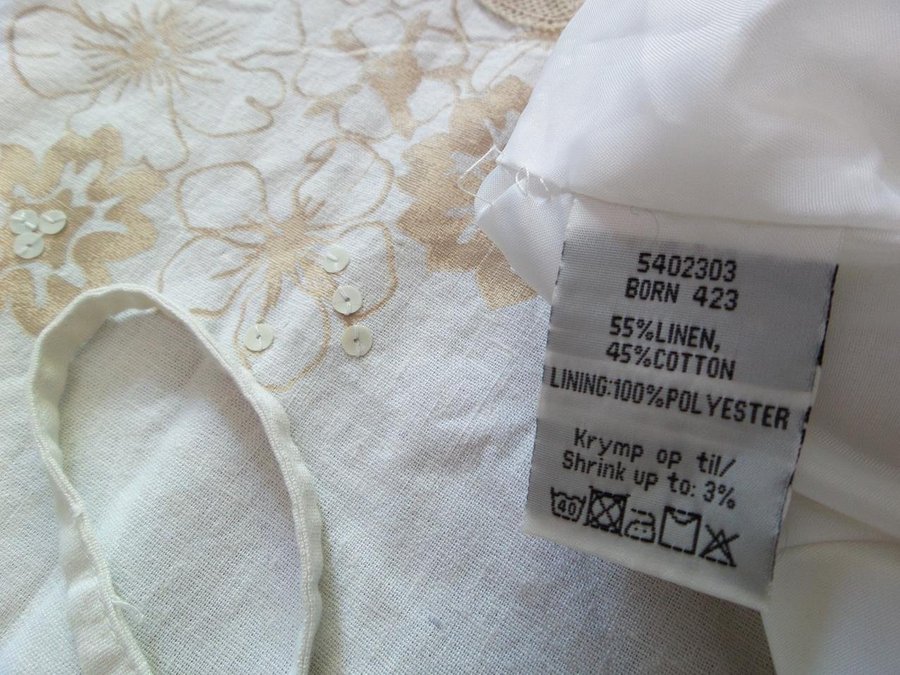 5402303
BORN 423
55%LINEN,
45%COTTON
LINING:100%POLYESTER
Krymp op til/
Shrink up to: 3%
40